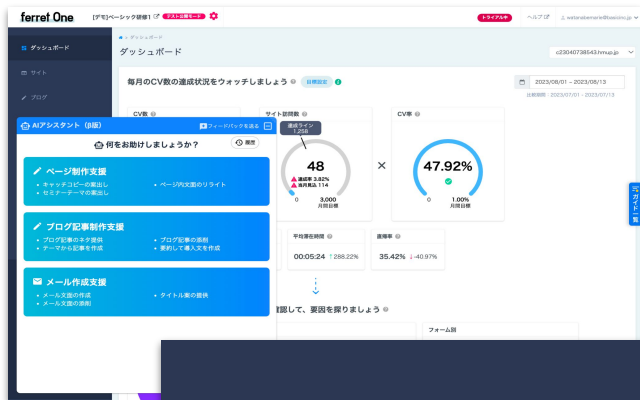 ferret One
[デモ]ベーシック研修1
テスト公開モード
トライアル中
ヘルプ
watanabemarie@basicinc.jp
ダッシュボード
サイト
ブログ
ダッシュボード
ダッシュボード
c23040738543.hmup.jp
毎月のCV数の達成状況をウォッチしましょう
目標設定
2023/08/01 – 2023/08/13
比較期間・2023/07/01 - 2023/07/13
CV数
サイト訪問数
CV率
達成ライン
1,258
48
達成率 3.82%
当月見込 114
0
3,000
月間目標
×
47.92%
0
1.00%
月間目標
平均滞在時間
00:05:24 ↑288.22%
直帰率
35.42% ↓-40.97%
確認して、要因を探りましょう
フォーム別
ガイド一覧
AIアシスタント（β版）
フィードバックを送る
何をお助けしましょうか？
履歴
ページ制作支援
• キャッチコピーの案出し
• ページ内文面のリライト
• セミナーテーマの案出し
ブログ記事制作支援
• ブログ記事のネタ提供
• ブログ記事の添削
• テーマから記事を作成
• 要約して導入文を作成
メール作成支援
• メール文面の作成
• タイトル案の提供
• メール文面の添削